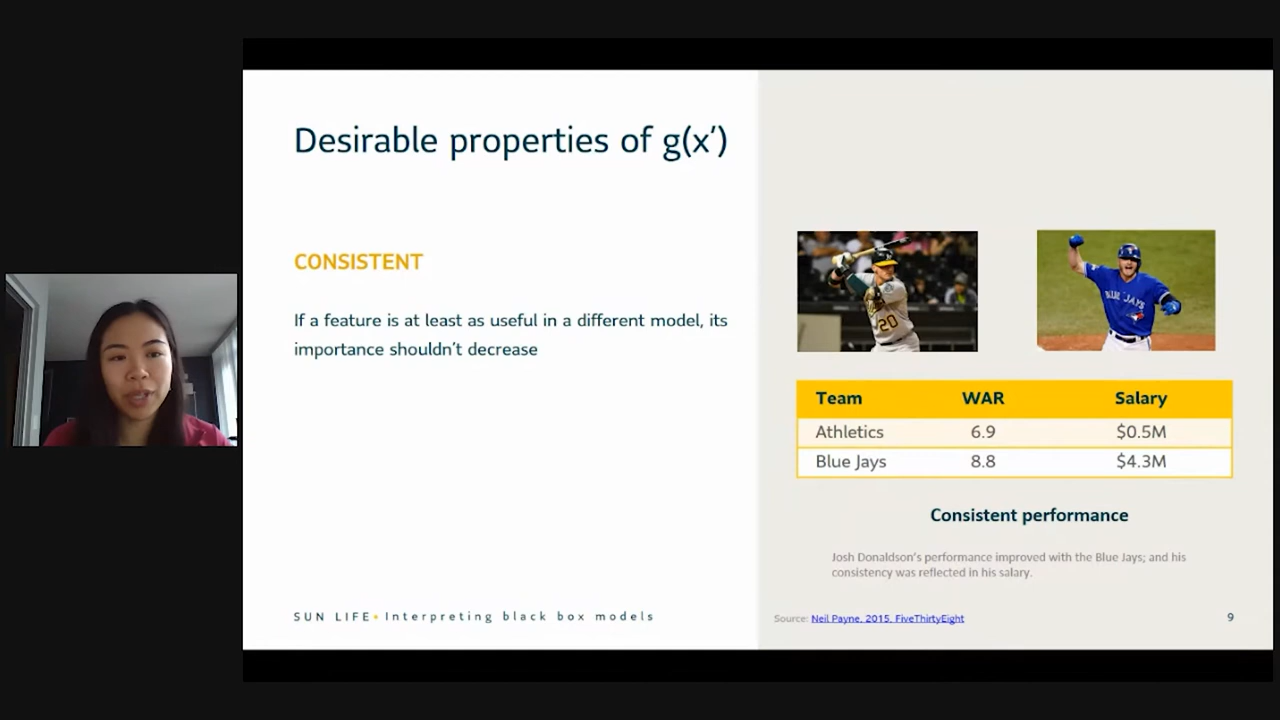 Desirable properties of g(x′)
CONSISTENT
If a feature is at least as useful in a different model, its
importance shouldn’t decrease
20
BLUE JAYS
Team WAR Salary
Athletics 6.9 $0.5M
Blue Jays 8.8 $4.3M
Consistent performance
Josh Donaldson’s performance improved with the Blue Jays; and his
consistency was reflected in his salary.
SUN LIFE • Interpreting black box models
Source: Neil Payne, 2015, FiveThirtyEight
9